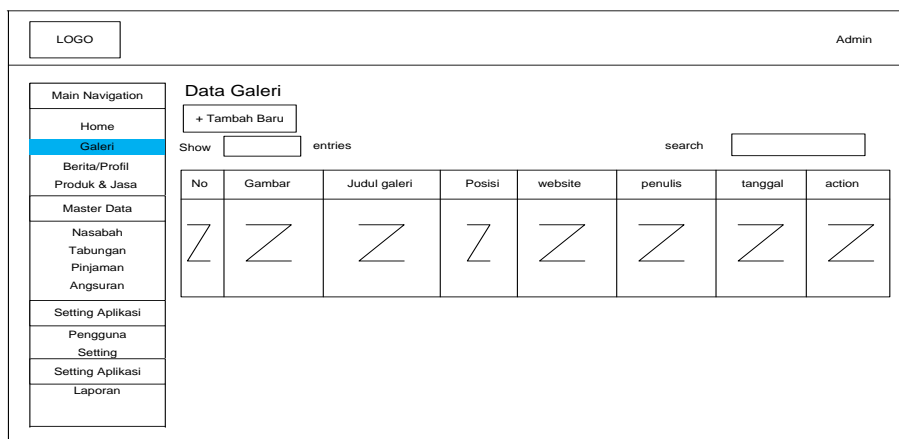 LOGO
Admin
Main Navigation
Home
Galeri
Berita/Profil
Produk & Jasa
Master Data
Nasabah
Tabungan
Pinjaman
Angsuran
Setting Aplikasi
Pengguna
Setting
Setting Aplikasi
Laporan
Data Galeri
+ Tambah Baru
Show entries search
No Gambar Judul galeri Posisi website penulis tanggal action